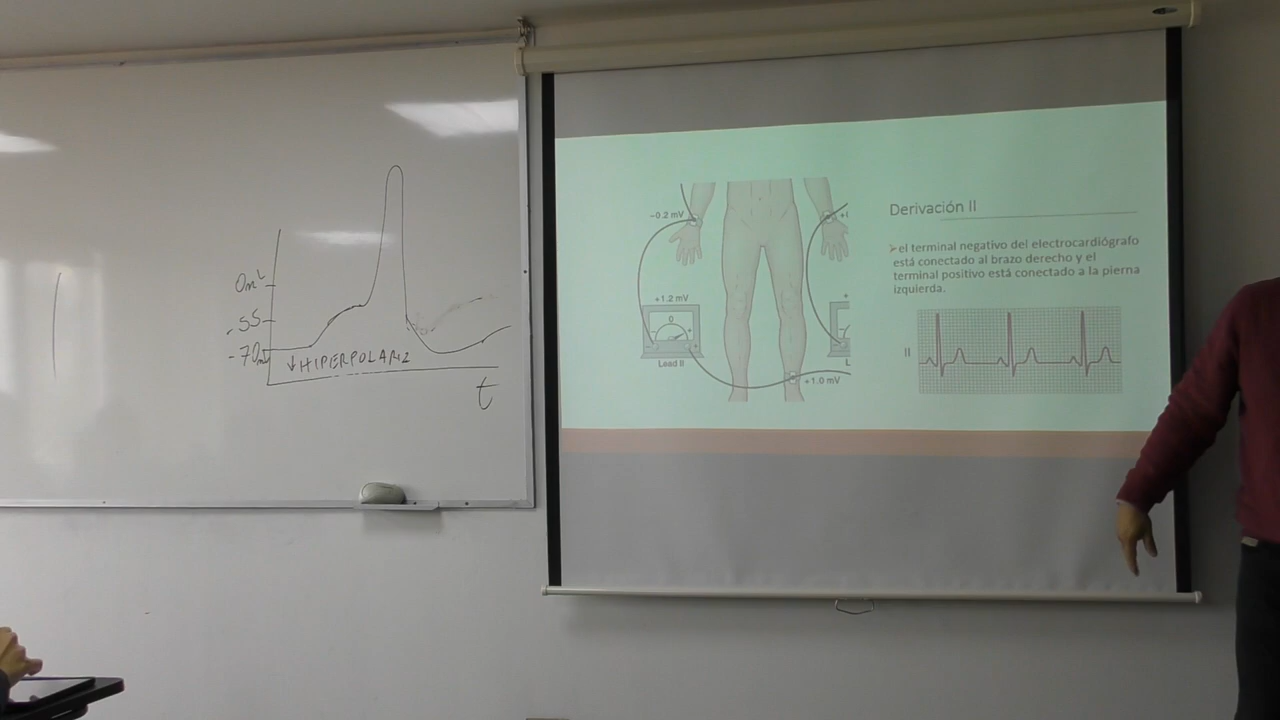 0mV
-55
-70mV
↓HIPERPOLARIZ
t
-0.2 mV
+1.2 mV
0
- +
Lead II
+1.0 mV
Derivación II
el terminal negativo del electrocardiógrafo
está conectado al brazo derecho y el
terminal positivo está conectado a la pierna
izquierda.
II